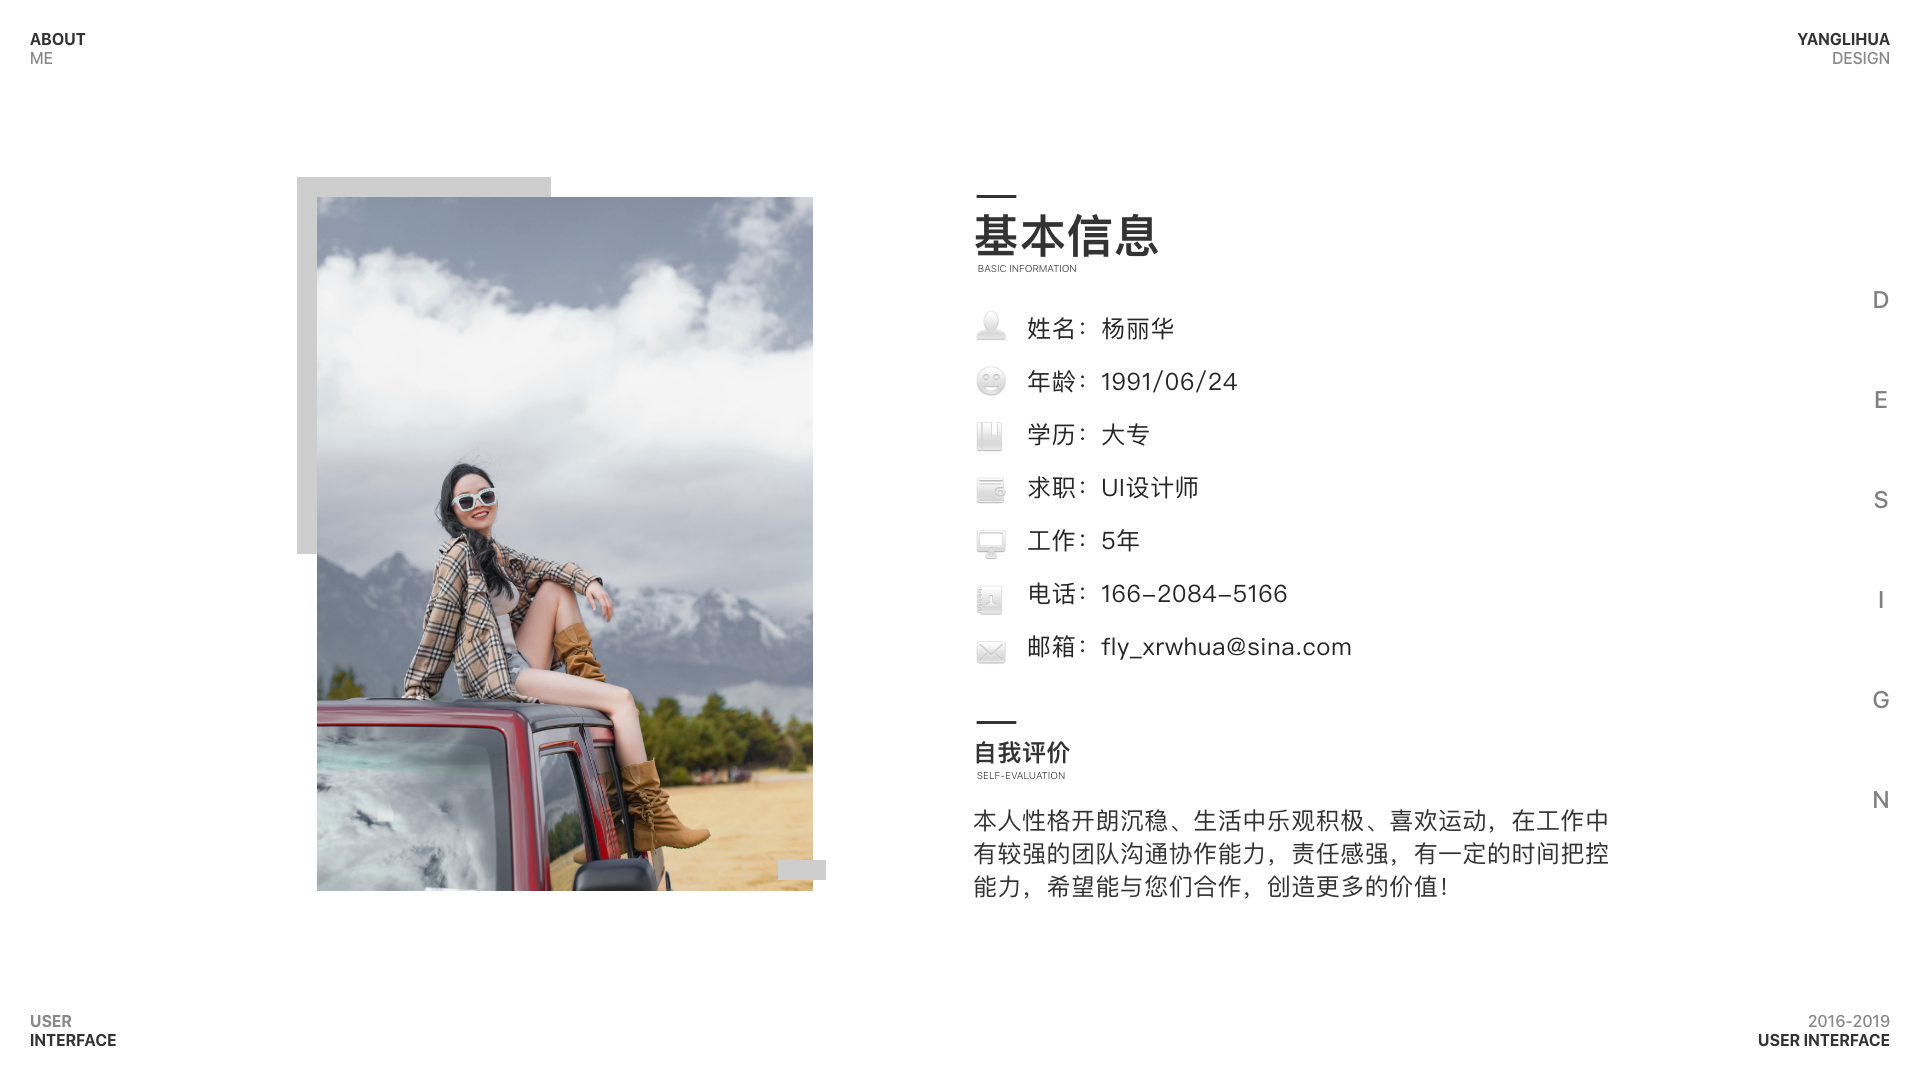 ABOUT
ME
YANGLIHUA
DESIGN
基本信息
BASIC INFORMATION
姓名：杨丽华
年龄：1991/06/24
学历：大专
求职：UI设计师
工作：5年
电话：166-2084-5166
邮箱：fly_xrwhua@sina.com
自我评价
SELF-EVALUATION
本人性格开朗沉稳、生活中乐观积极、喜欢运动，在工作中
有较强的团队沟通协作能力，责任感强，有一定的时间把控
能力，希望能与您们合作，创造更多的价值！
D
E
S
I
G
N
USER
INTERFACE
2016-2019
USER INTERFACE